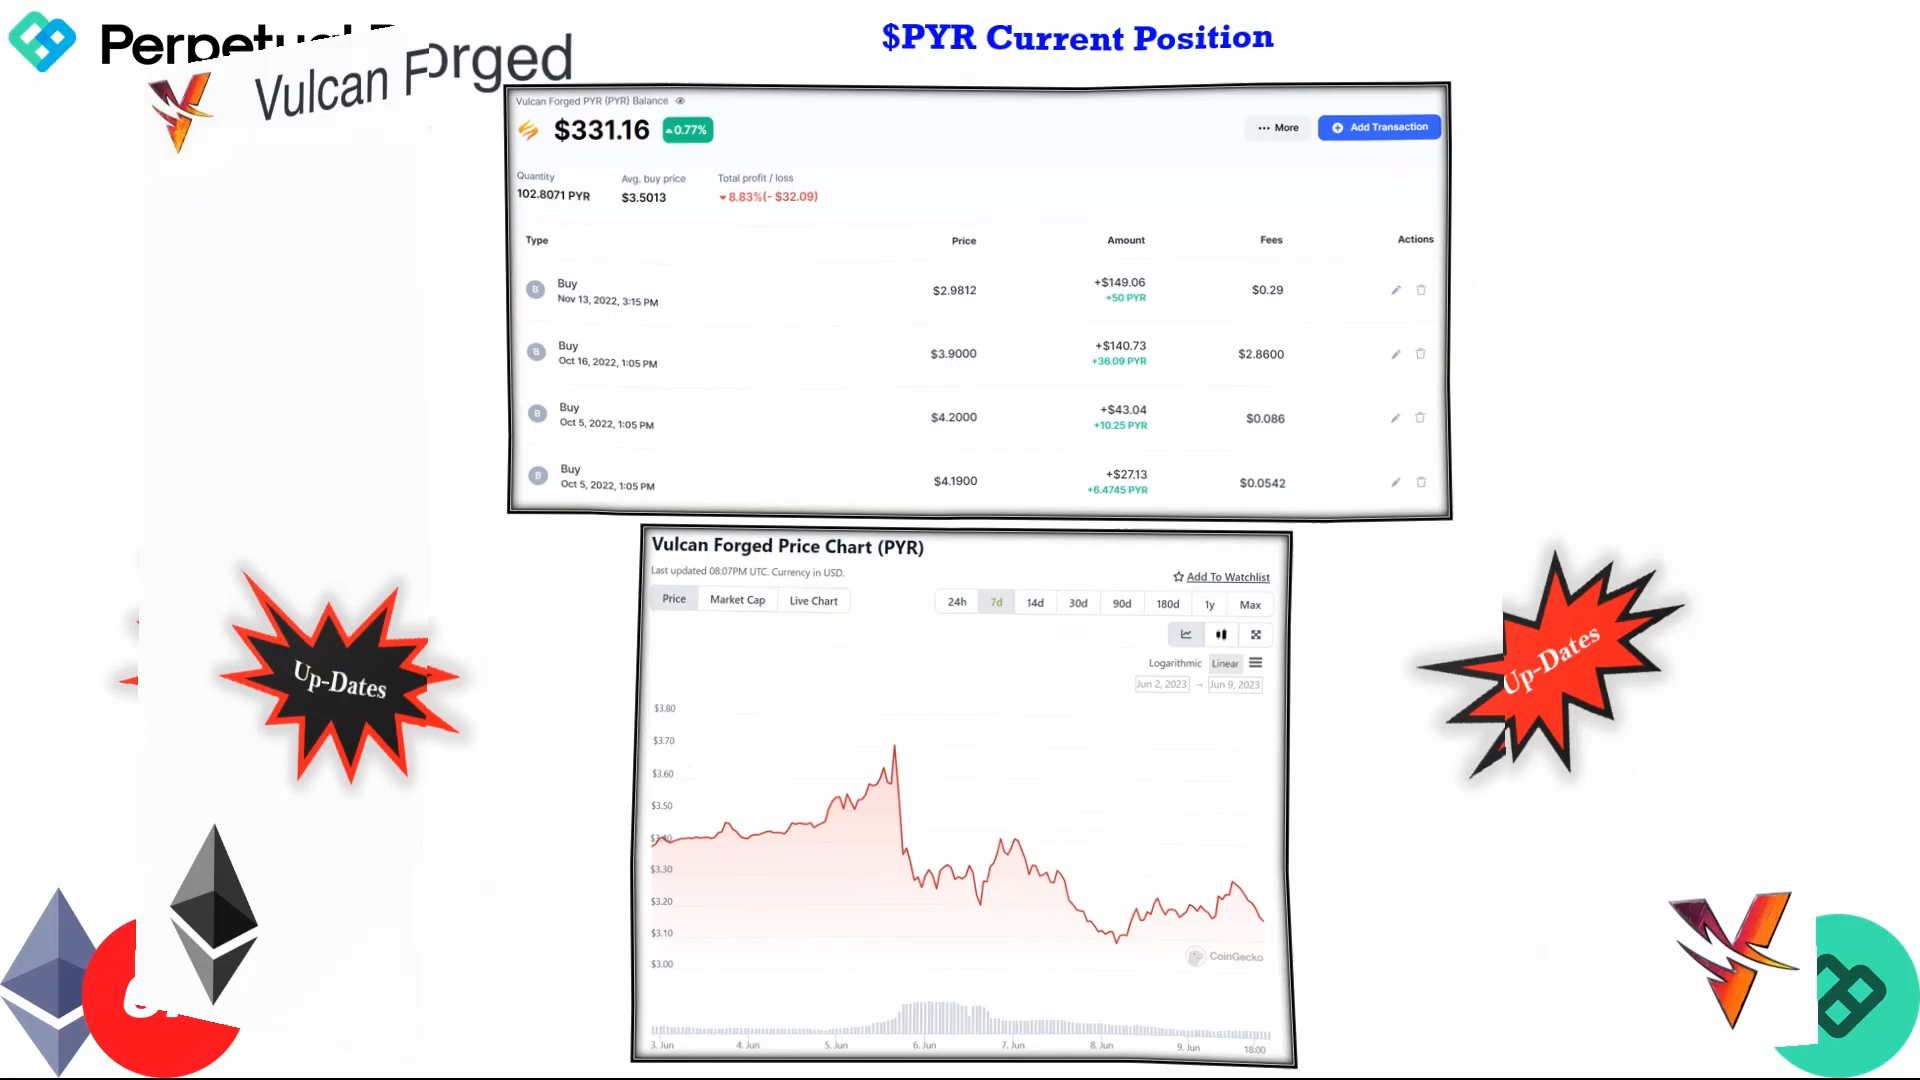 $PYR Current Position
Vulcan Forged
Vulcan Forged PYR (PYR) Balance
$331.16 0.77%
More Add Transaction
Quantity Avg. buy price Total profit / loss
102.8071 PYR $3.5013 8.83%(- $32.09)
Type Price Amount Fees Actions
B Buy $2.9812 +$149.06 $0.29
Nov 13, 2022, 3:15 PM +50 PYR
B Buy $3.9000 +$140.73 $2.8600
Oct 16, 2022, 1:05 PM +36.09 PYR
B Buy $4.2000 +$43.04 $0.086
Oct 5, 2022, 1:05 PM +10.25 PYR
B Buy $4.1900 +$27.13 $0.0542
Oct 5, 2022, 1:05 PM +6.4745 PYR
Vulcan Forged Price Chart (PYR)
Last updated 08:07PM UTC. Currency in USD.
Add To Watchlist
Price Market Cap Live Chart
24h 7d 14d 30d 90d 180d 1y Max
Logarithmic Linear
Jun 2, 2023 → Jun 9, 2023
$3.80
$3.70
$3.60
$3.50
$3.40
$3.30
$3.20
$3.10
$3.00
CoinGecko
3. Jun 4. Jun 5. Jun 6. Jun 7. Jun 8. Jun 9. Jun 18:00
Up-Dates
Up-Dates